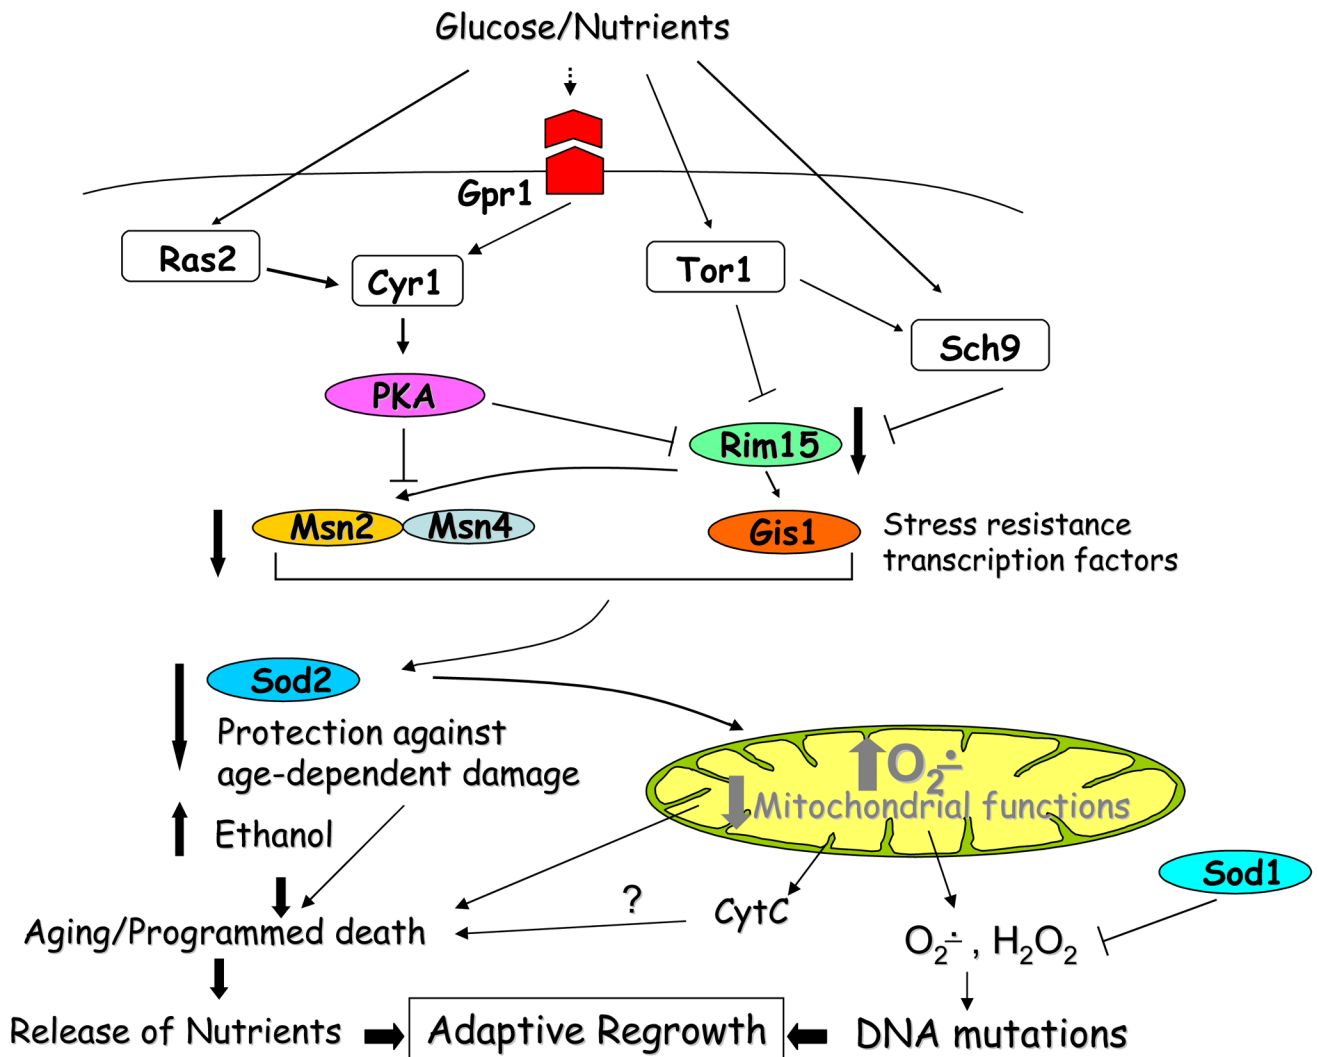 Glucose/Nutrients
Gpr1
Ras2
Cyr1
Tor1
Sch9
PKA
Rim15
Msn2
Msn4
Gis1
Stress resistance
transcription factors
Sod2
Protection against
age-dependent damage
Ethanol
O₂∸
Mitochondrial functions
Sod1
?
CytC
Aging/Programmed death
O₂∸, H₂O₂
Release of Nutrients
Adaptive Regrowth
DNA mutations